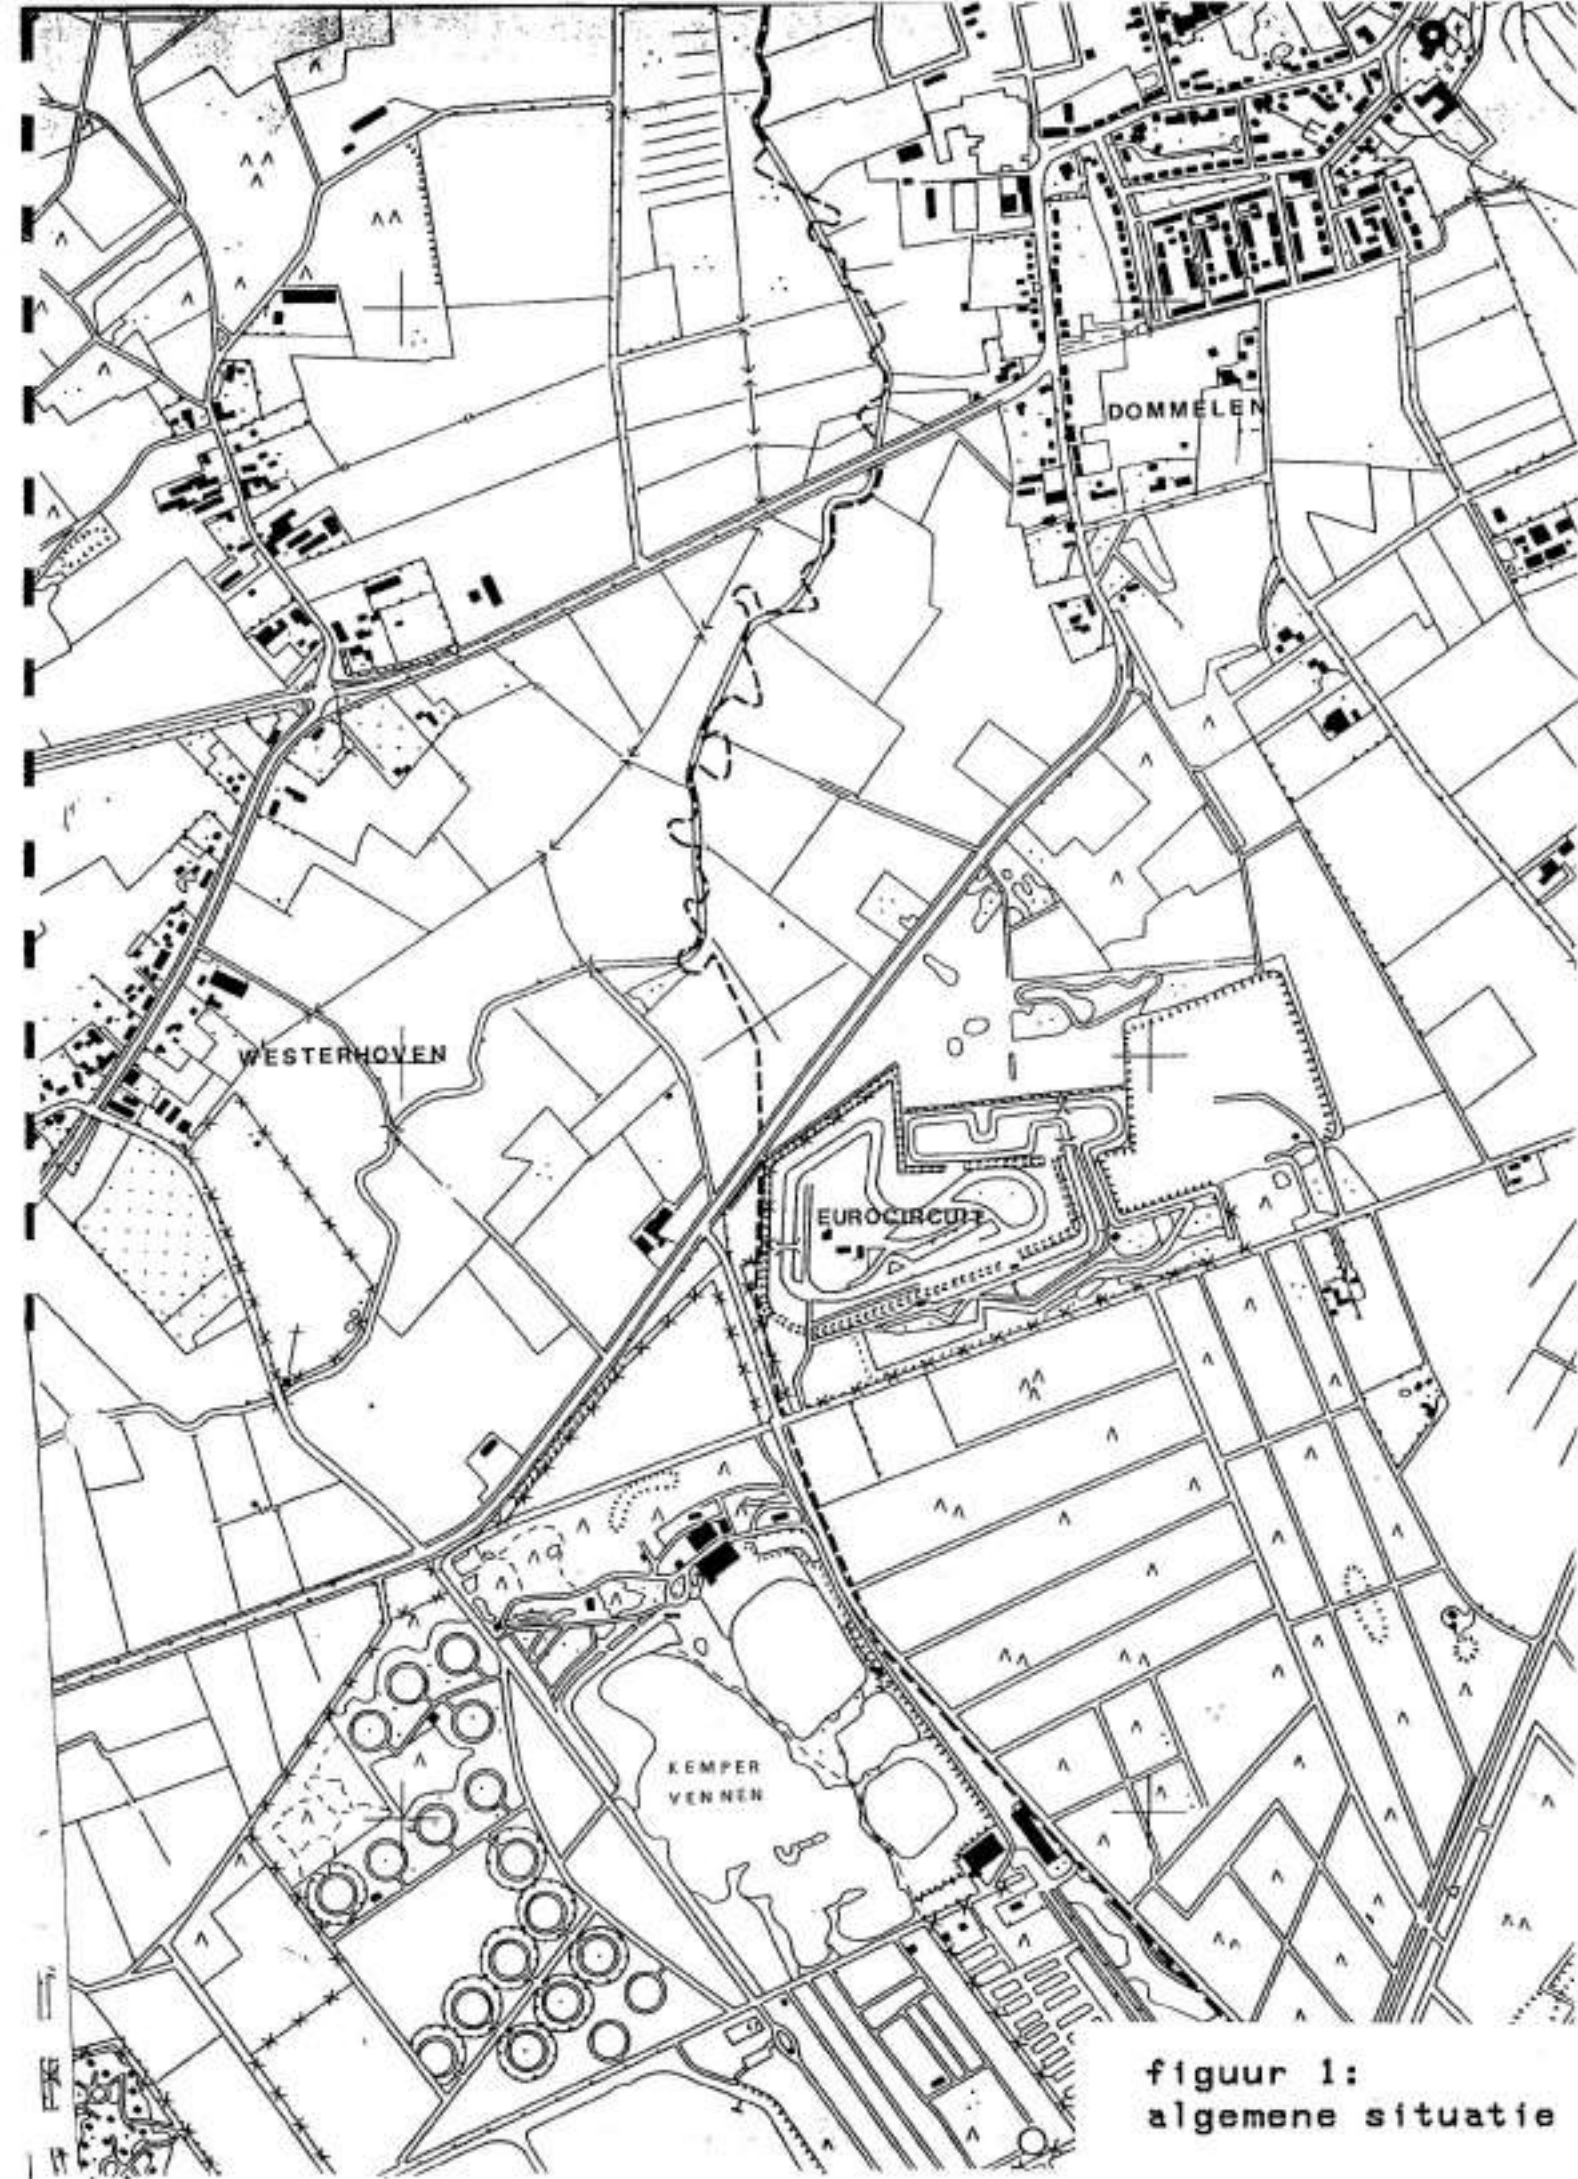 DOMMELEN
WESTERHOVEN
EUROCIRCUIT
KEMPER
VENNEN
figuur 1:
algemene situatie